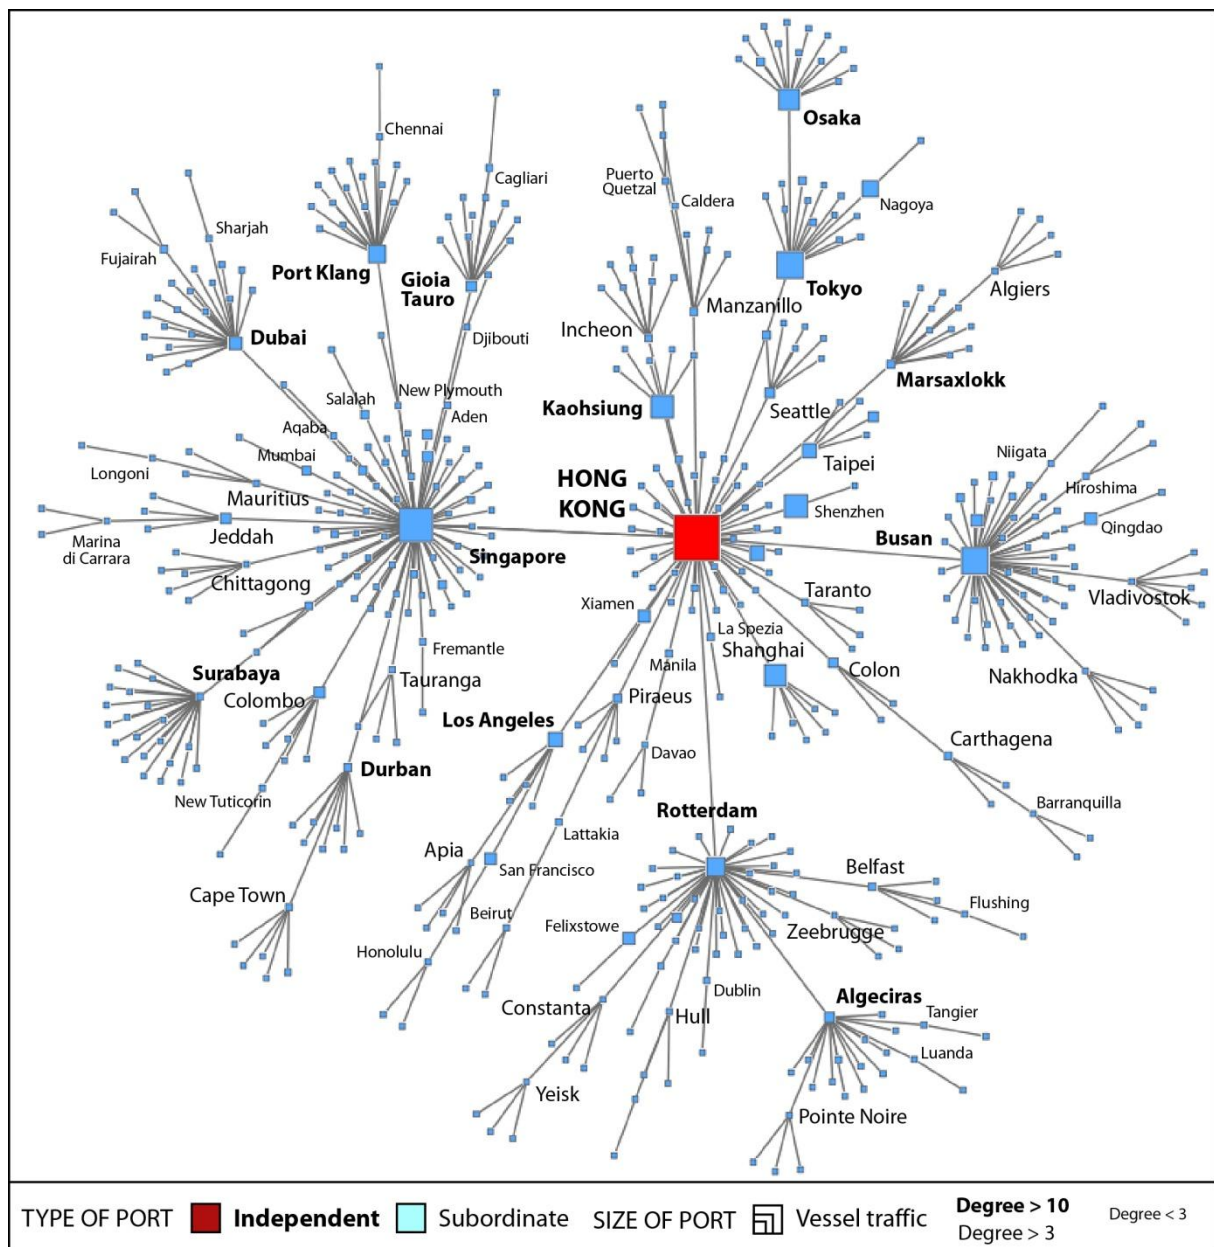 Osaka
Chennai
Puerto
Quetzal
Cagliari
Caldera
Nagoya
Sharjah
Fujairah
Port Klang
Gioia
Tauro
Tokyo
Algiers
Manzanillo
Incheon
Dubai
Djibouti
Marsaxlokk
New Plymouth
Salalah
Aden
Kaohsiung
Seattle
Aqaba
Mumbai
Niigata
Taipei
Longoni
HONG
KONG
Hiroshima
Mauritius
Shenzhen
Qingdao
Jeddah
Busan
Marina
di Carrara
Singapore
Chittagong
Taranto
Vladivostok
Xiamen
La Spezia
Fremantle
Shanghai
Manila
Colon
Nakhodka
Surabaya
Tauranga
Colombo
Piraeus
Los Angeles
Carthagena
Davao
Durban
New Tuticorin
Barranquilla
Rotterdam
Lattakia
Apia
San Francisco
Belfast
Cape Town
Flushing
Beirut
Felixstowe
Zeebrugge
Honolulu
Dublin
Algeciras
Constanta
Hull
Tangier
Luanda
Yeisk
Pointe Noire
TYPE OF PORT Independent Subordinate SIZE OF PORT Vessel traffic
Degree > 10
Degree > 3
Degree < 3